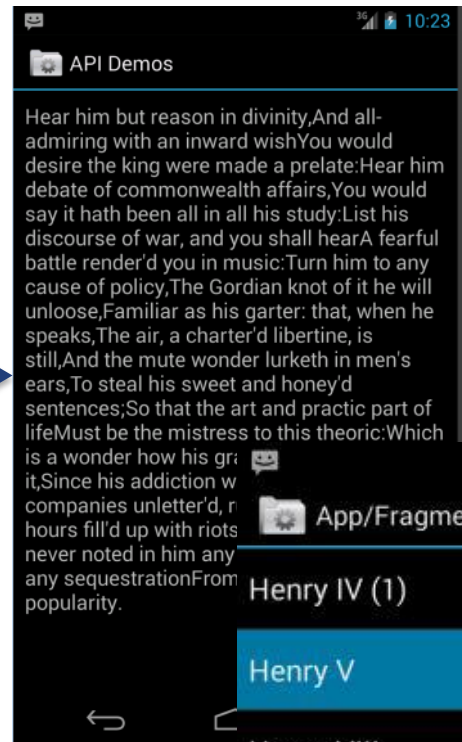 3G 10:23
API Demos
Hear him but reason in divinity,And all-
admiring with an inward wishYou would
desire the king were made a prelate:Hear him
debate of commonwealth affairs,You would
say it hath been all in all his study:List his
discourse of war, and you shall hearA fearful
battle render'd you in music:Turn him to any
cause of policy,The Gordian knot of it he will
unloose,Familiar as his garter: that, when he
speaks,The air, a charter'd libertine, is
still,And the mute wonder lurketh in men's
ears,To steal his sweet and honey'd
sentences;So that the art and practic part of
lifeMust be the mistress to this theoric:Which
is a wonder how his
it,Since his addiction
companies unletter'd,
hours fill'd up with riots
never noted in him any
any sequestrationFrom
popularity.
App/Fragme
Henry IV (1)
Henry V